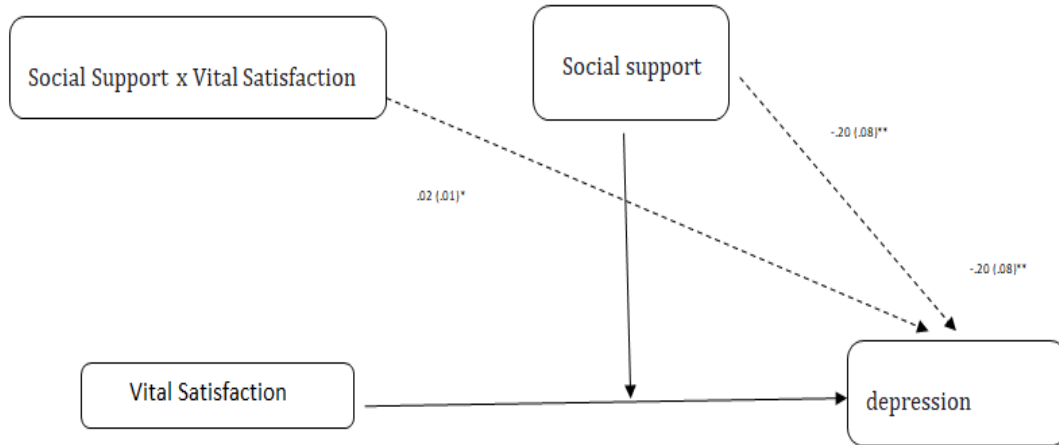 Social support
Social Support x Vital Satisfaction
-.20 (.08)**
.02 (.01)*
-.20 (.08)**
Vital Satisfaction
depression